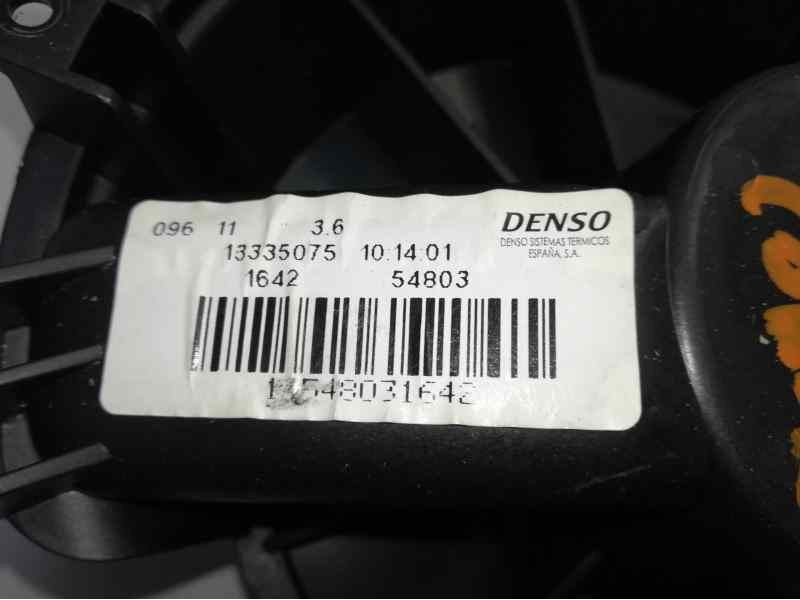 096 11 3.6
DENSO
DENSO SISTEMAS TERMICOS
ESPAÑA, S.A.
13335075 10:14:01
1642 54803